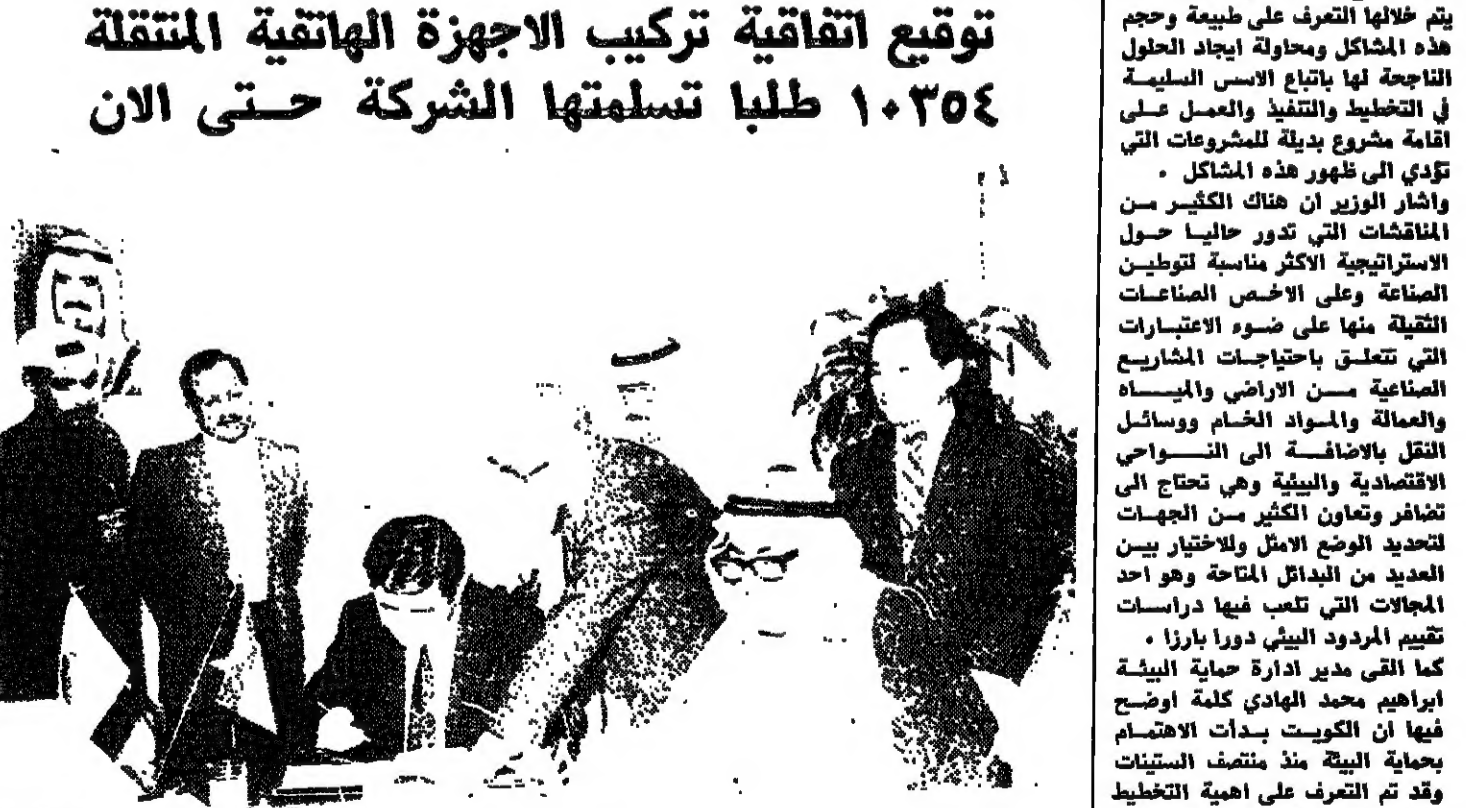 توقيع اتفاقية تركيب الاجهزة الهاتفية المتنقلة
١٠٣٥٤ طلبا تسلمتها الشركة حتى الان
يتم خلالها التعرف على طبيعة وحجم
هذه المشاكل ومحاولة ايجاد الحلول
الناجحة لها باتباع الاسس السليمة
في التخطيط والتنفيذ والعمل على
اقامة مشروع بديلة للمشروعات التي
تؤدي الى ظهور هذه المشاكل ٠
واشار الوزير ان هناك الكثير من
المناقشات التي تدور حاليا حول
الاستراتيجية الاكثر مناسبة لتوطين
الصناعة وعلى الاخص الصناعات
الثقيلة منها على ضوء الاعتبارات
التي تتعلق باحتياجات المشاريع
الصناعية من الاراضي والمياه
والعمالة والمواد الخام ووسائل
النقل بالاضافة الى النواحي
الاقتصادية والبيئية وهي تحتاج الى
تضافر وتعاون الكثير من الجهات
لتحديد الوضع الامثل وللاختيار بين
العديد من البدائل المتاحة وهو احد
المجالات التي تلعب فيها دراسات
تقييم المردود البيئي دورا بارزا ٠
كما القى مدير ادارة حماية البيئة
ابراهيم محمد الهادي كلمة اوضح
فيها ان الكويت بدأت الاهتمام
بحماية البيئة منذ منتصف الستينات
وقد تم التعرف على اهمية التخطيط